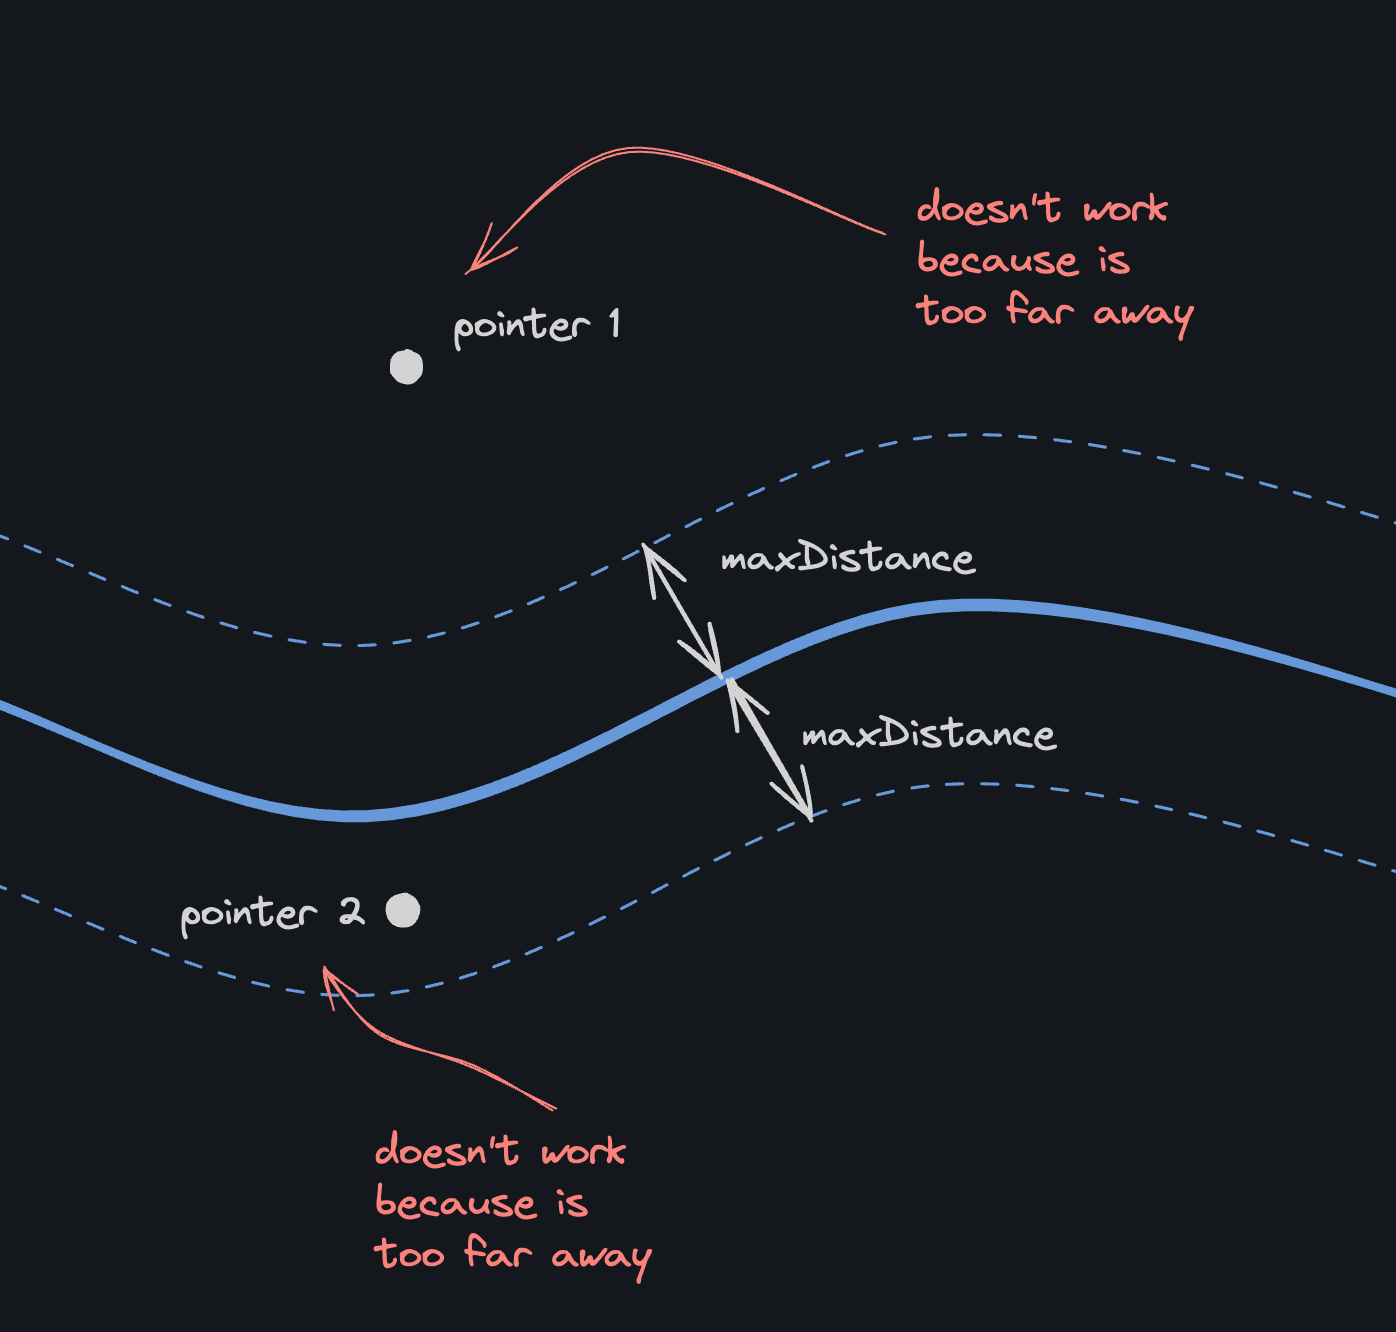 doesn't work
because is
too far away
pointer 1
maxDistance
maxDistance
pointer 2
doesn't work
because is
too far away